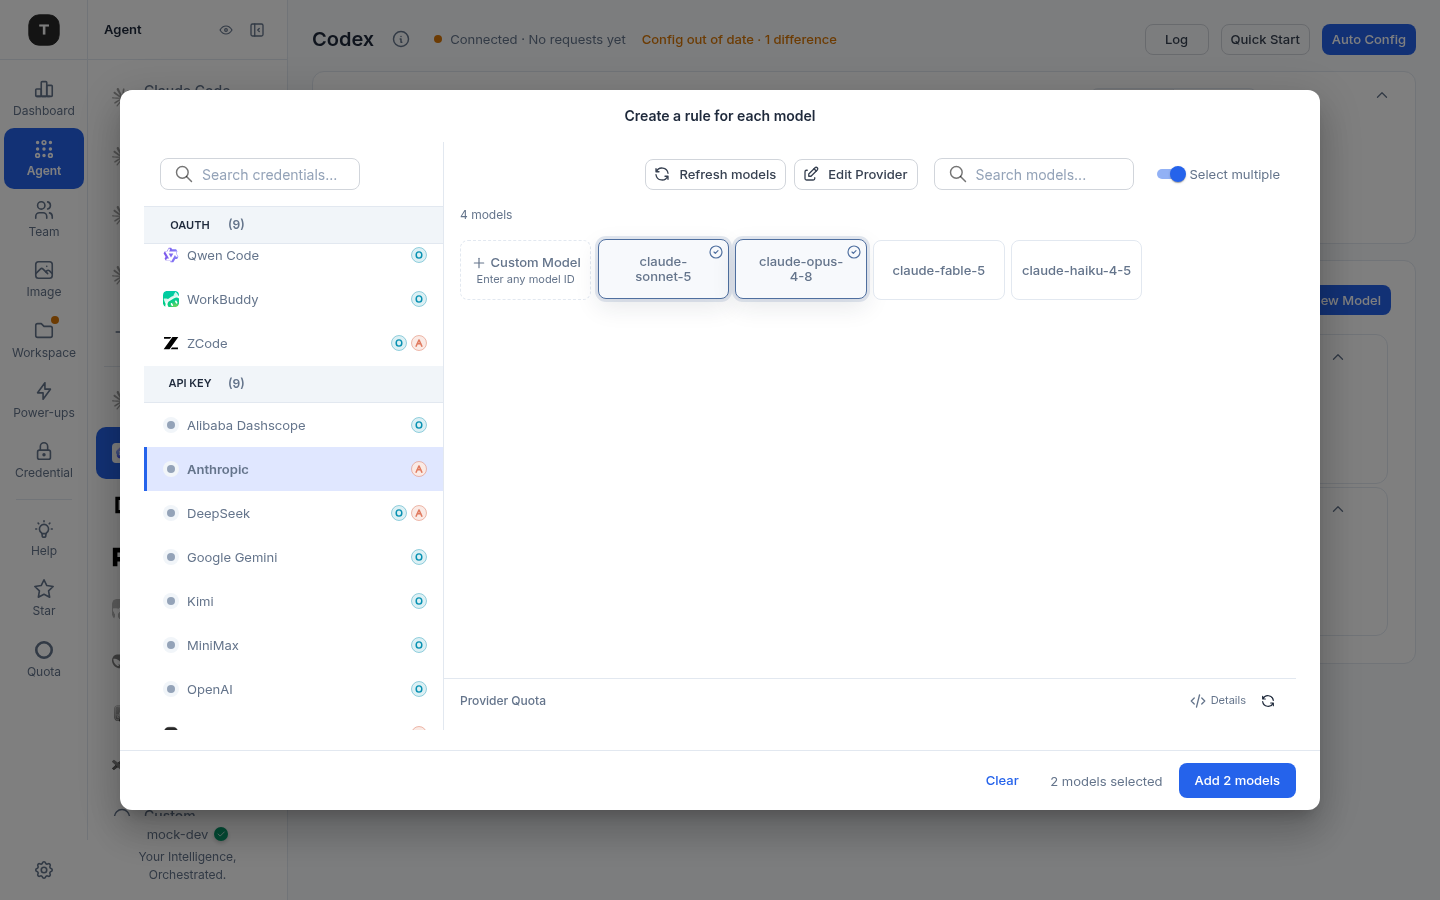 T
Agent
Codex
Connected · No requests yet
Config out of date · 1 difference
Log
Quick Start
Auto Config
Dashboard
Agent
Team
Image
Workspace
Power-ups
Credential
Help
Star
Quota
Claude Code
Create a rule for each model
Search credentials...
Refresh models
Edit Provider
Search models...
Select multiple
OAUTH (9)
Qwen Code O
WorkBuddy O
ZCode O A
API KEY (9)
Alibaba Dashscope O
Anthropic A
DeepSeek O A
Google Gemini O
Kimi O
MiniMax O
OpenAI O
4 models
Custom Model
Enter any model ID
claude-
sonnet-5
claude-opus-
4-8
claude-fable-5
claude-haiku-4-5
ew Model
Provider Quota
Details
Clear
2 models selected
Add 2 models
Custom
mock-dev
Your Intelligence,
Orchestrated.